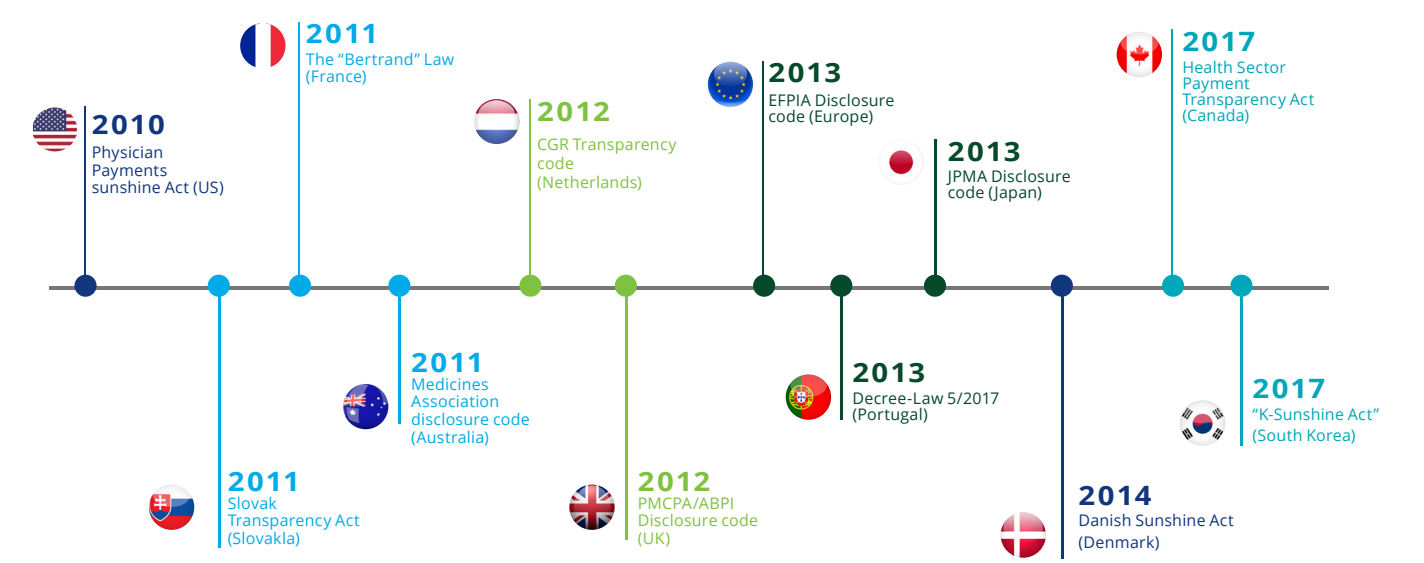 2010
Physician
Payments
sunshine Act (US)
2011
Slovak
Transparency Act
(Slovakla)
2011
The “Bertrand” Law
(France)
2011
Medicines
Association
disclosure code
(Australia)
2012
CGR Transparency
code
(Netherlands)
2012
PMCPA/ABPI
Disclosure code
(UK)
2013
EFPIA Disclosure
code (Europe)
2013
Decree-Law 5/2017
(Portugal)
2013
JPMA Disclosure
code (Japan)
2014
Danish Sunshine Act
(Denmark)
2017
Health Sector
Payment
Transparency Act
(Canada)
2017
“K-Sunshine Act”
(South Korea)